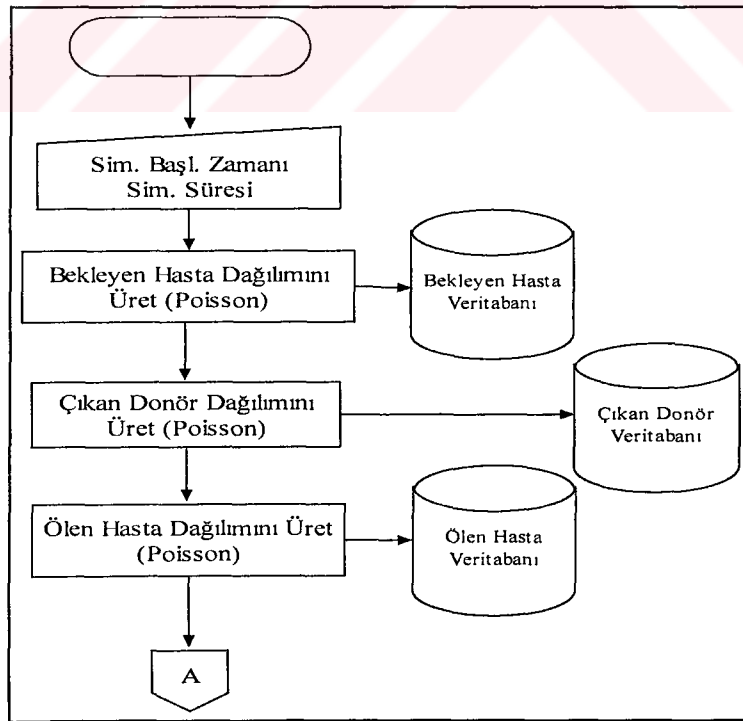 Sim. Başl. Zamanı
Sim. Süresi
Bekleyen Hasta Dağılımını
Üret (Poisson)
Bekleyen Hasta
Veritabanı
Çıkan Donör Dağılımını
Üret (Poisson)
Çıkan Donör
Veritabanı
Ölen Hasta Dağılımını Üret
(Poisson)
Ölen Hasta
Veritabanı
A